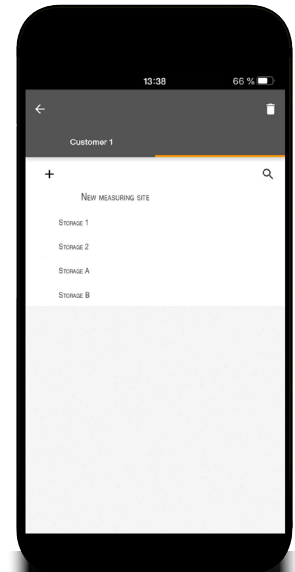 13:38 66 %
Customer 1
New measuring site
Storage 1
Storage 2
Storage A
Storage B